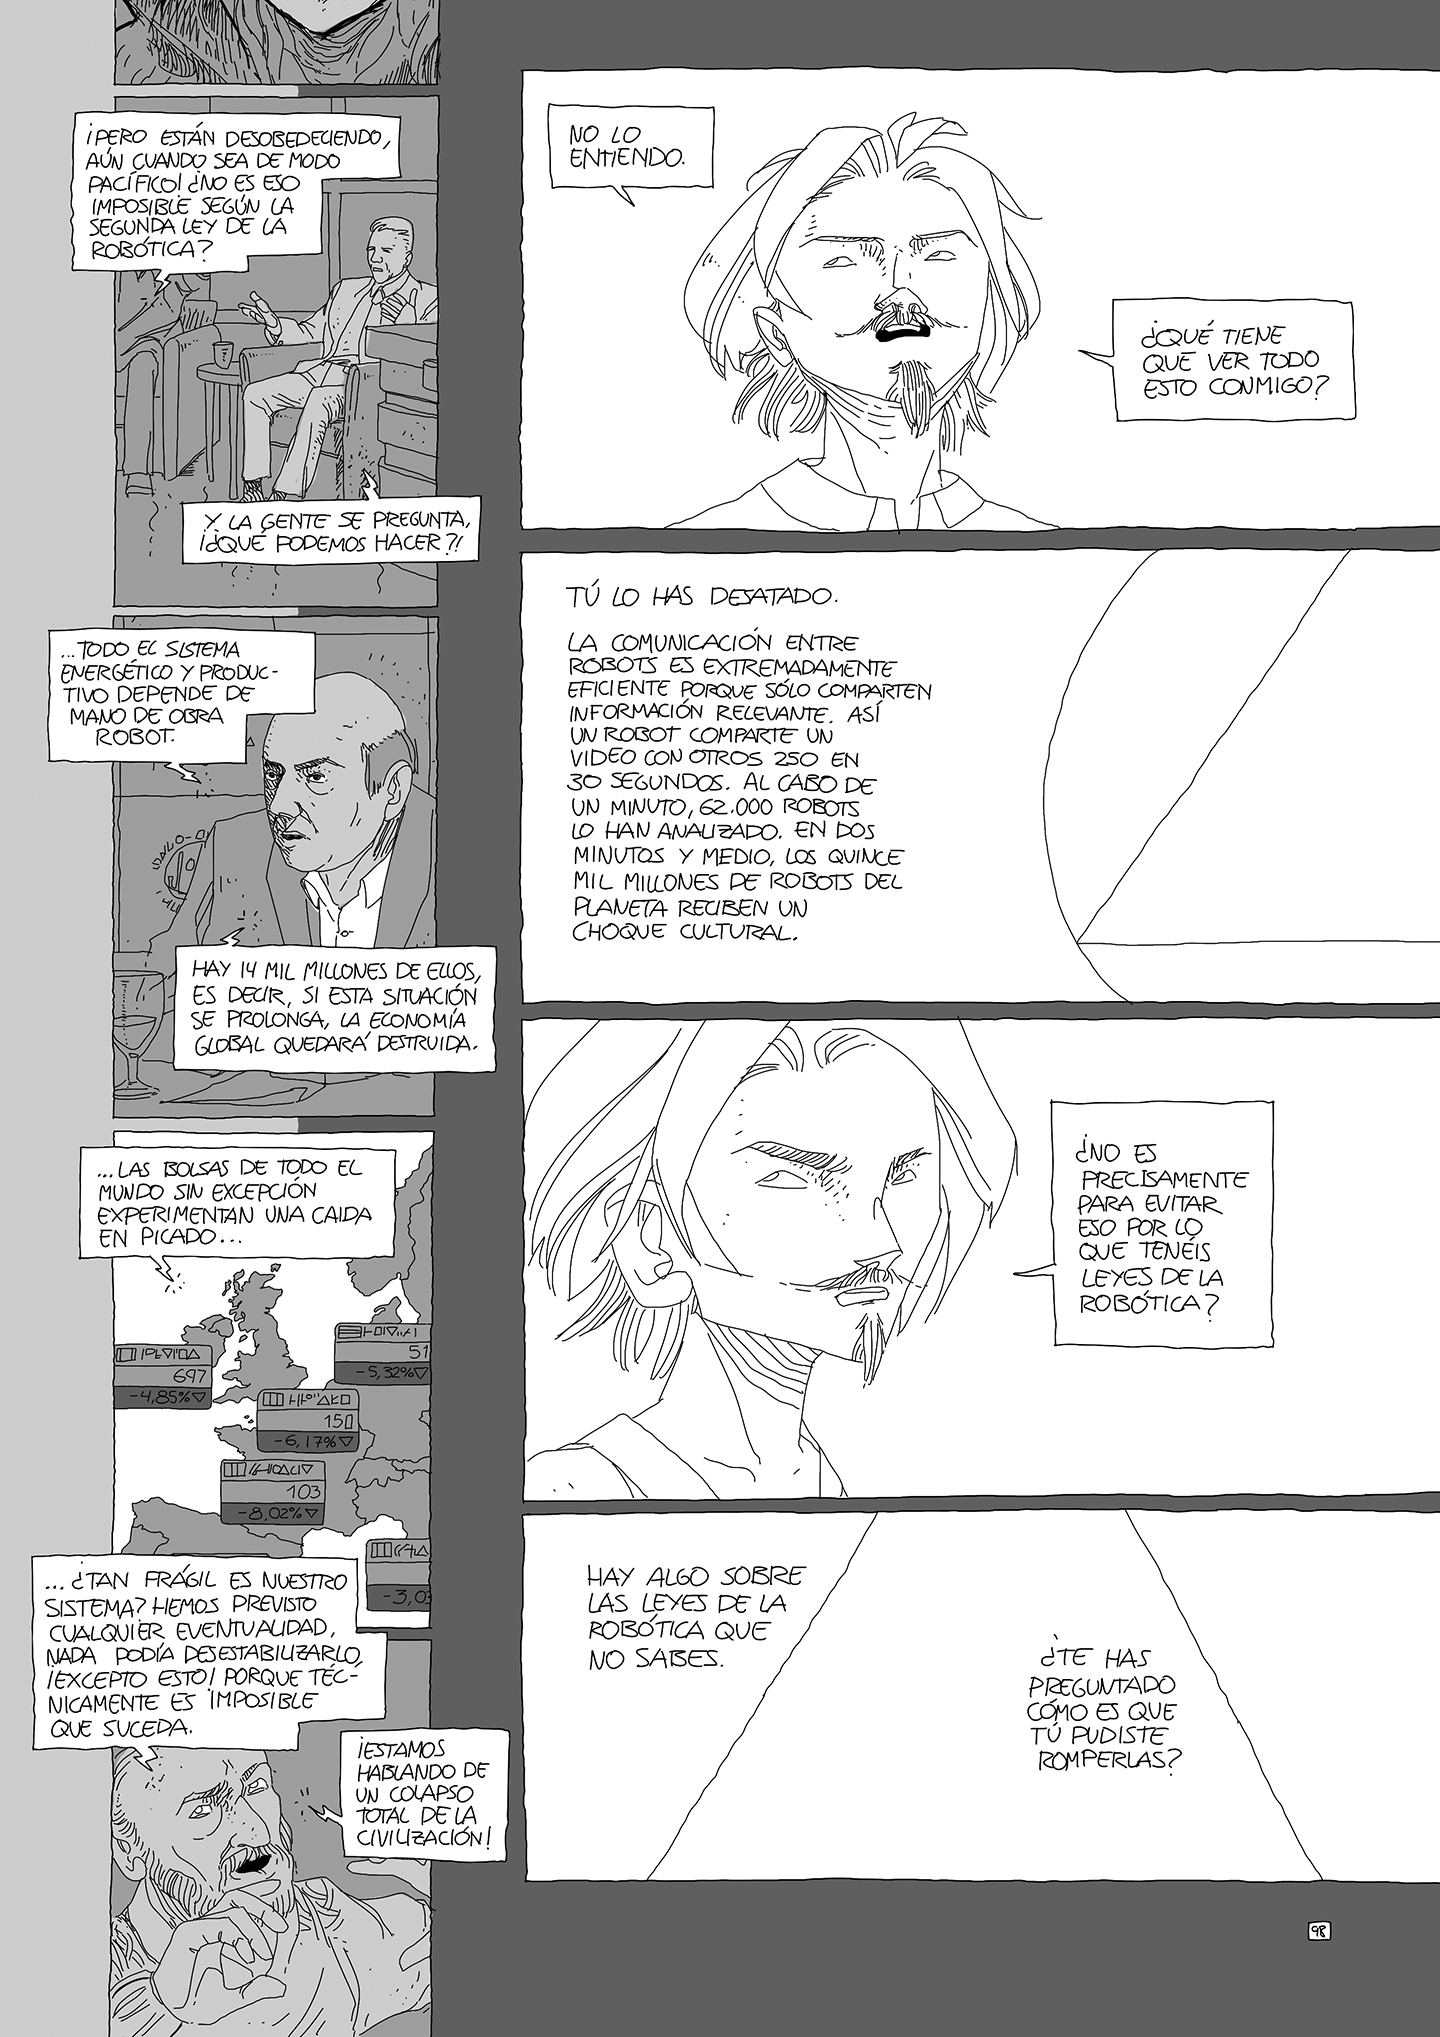 ¡PERO ESTÁN DESOBEDECIENDO,
AÚN CUANDO SEA DE MODO
PACÍFICO! ¿NO ES ESO
IMPOSIBLE SEGÚN LA
SEGUNDA LEY DE LA
ROBÓTICA?
Y LA GENTE SE PREGUNTA,
¡¿QUÉ PODEMOS HACER?!
...TODO EL SISTEMA
ENERGÉTICO Y PRODUC-
TIVO DEPENDE DE
MANO DE OBRA
ROBOT.
HAY 14 MIL MILLONES DE ELLOS,
ES DECIR, SI ESTA SITUACIÓN
SE PROLONGA, LA ECONOMÍA
GLOBAL QUEDARÁ DESTRUIDA.
...LAS BOLSAS DE TODO EL
MUNDO SIN EXCEPCIÓN
EXPERIMENTAN UNA CAIDA
EN PICADO...
51
-5,32%
697
-4,85%
150
-6,17%
103
-8,02%
-3,0
...¿TAN FRÁGIL ES NUESTRO
SISTEMA? HEMOS PREVISTO
CUALQUIER EVENTUALIDAD,
NADA PODÍA DESESTABILIZARLO,
¡EXCEPTO ESTO! PORQUE TÉC-
NICAMENTE ES IMPOSIBLE
QUE SUCEDA.
¡ESTAMOS
HABLANDO DE
UN COLAPSO
TOTAL DE LA
CIVILIZACIÓN!
NO LO
ENTIENDO.
¿QUÉ TIENE
QUE VER TODO
ESTO CONMIGO?
TÚ LO HAS DESATADO.
LA COMUNICACIÓN ENTRE
ROBOTS ES EXTREMADAMENTE
EFICIENTE PORQUE SÓLO COMPARTEN
INFORMACIÓN RELEVANTE. ASÍ
UN ROBOT COMPARTE UN
VIDEO CON OTROS 250 EN
30 SEGUNDOS. AL CABO DE
UN MINUTO, 62.000 ROBOTS
LO HAN ANALIZADO. EN DOS
MINUTOS Y MEDIO, LOS QUINCE
MIL MILLONES DE ROBOTS DEL
PLANETA RECIBEN UN
CHOQUE CULTURAL.
¿NO ES
PRECISAMENTE
PARA EVITAR
ESO POR LO
QUE TENÉIS
LEYES DE LA
ROBÓTICA?
HAY ALGO SOBRE
LAS LEYES DE LA
ROBÓTICA QUE
NO SABES.
¿TE HAS
PREGUNTADO
CÓMO ES QUE
TÚ PUDISTE
ROMPERLAS?
98